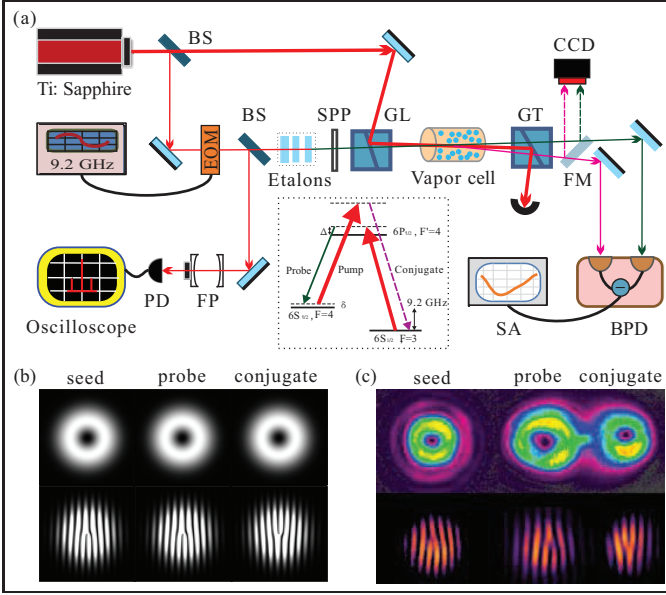 (a)
BS
CCD
Ti: Sapphire
BS
SPP
GL
GT
9.2 GHz
EOM
Etalons
Vapor cell
FM
Δ
6P1/2, F'=4
Probe
Pump
Conjugate
9.2 GHz
δ
6S1/2, F=4
6S1/2 F=3
PD
FP
Oscilloscope
SA
BPD
(b)
seed
probe
conjugate
(c)
seed
probe
conjugate